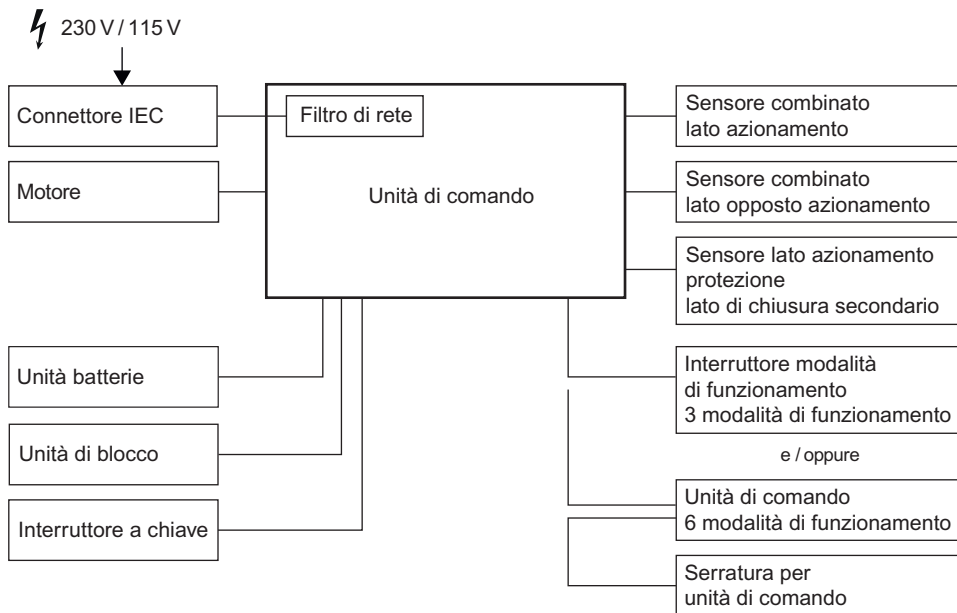 230 V / 115 V
Connettore IEC
Filtro di rete
Motore
Unità di comando
Sensore combinato
lato azionamento
Sensore combinato
lato opposto azionamento
Sensore lato azionamento
protezione
lato di chiusura secondario
Unità batterie
Unità di blocco
Interruttore a chiave
Interruttore modalità
di funzionamento
3 modalità di funzionamento
e / oppure
Unità di comando
6 modalità di funzionamento
Serratura per
unità di comando